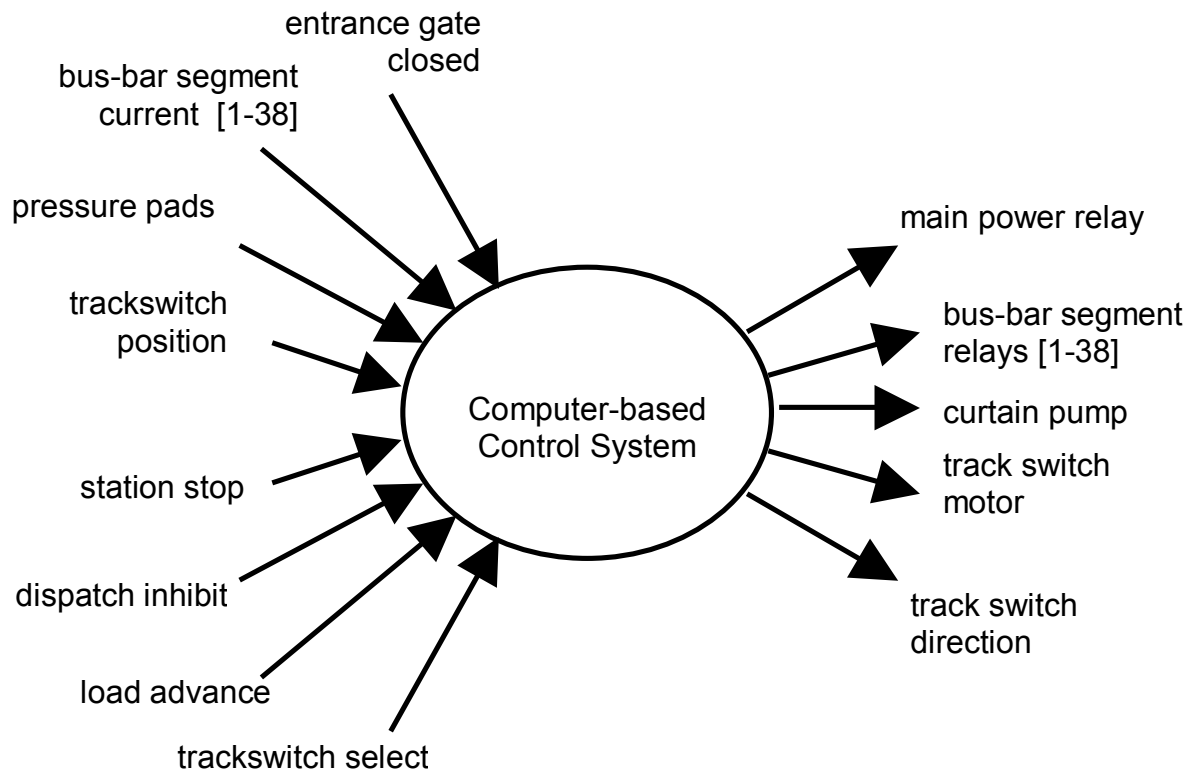 entrance gate
closed
bus-bar segment
current [1-38]
pressure pads
trackswitch
position
station stop
dispatch inhibit
load advance
trackswitch select
Computer-based
Control System
main power relay
bus-bar segment
relays [1-38]
curtain pump
track switch
motor
track switch
direction